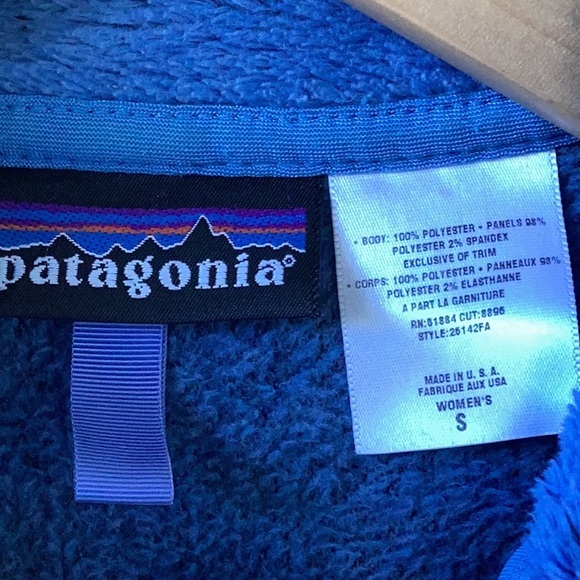 patagonia®
• BODY: 100% POLYESTER • PANELS 98%
POLYESTER 2% SPANDEX
EXCLUSIVE OF TRIM
• CORPS: 100% POLYESTER • PANNEAUX 98%
POLYESTER 2% ELASTHANNE
A PART LA GARNITURE
RN:51884 CUT:8895
STYLE:25142FA
MADE IN U. S. A.
FABRIQUE AUX USA
WOMEN'S
S